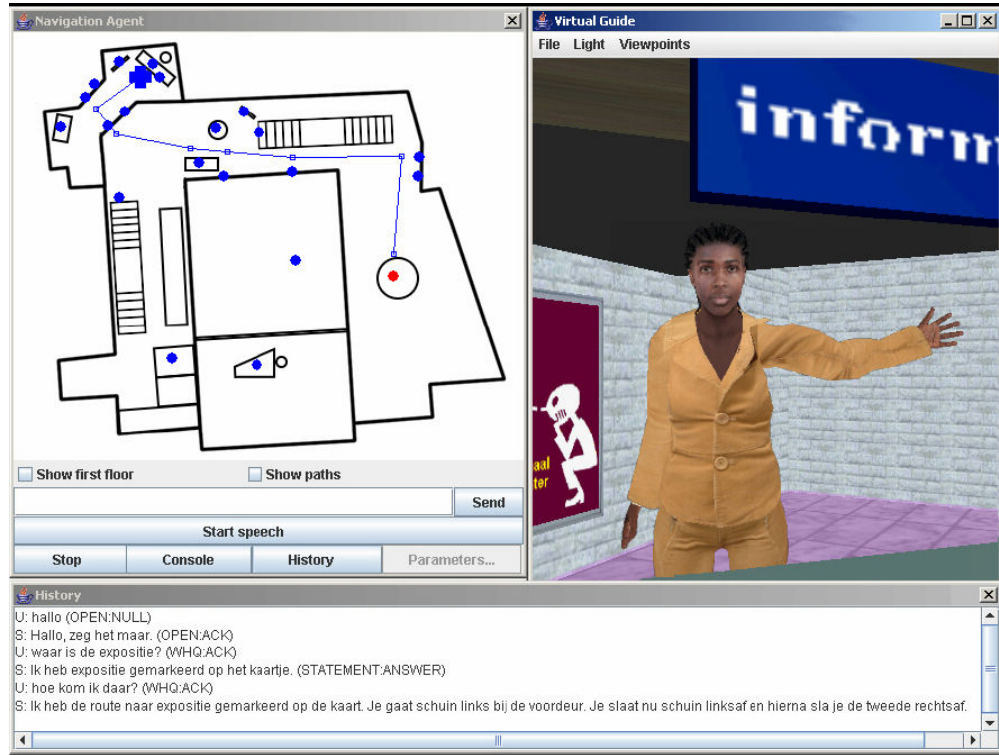 Navigation Agent
Show first floor
Show paths
Send
Start speech
Stop
Console
History
Parameters...
Virtual Guide
File
Light
Viewpoints
inform
aal
ter
History
U: hallo (OPEN:NULL)
S: Hallo, zeg het maar. (OPEN:ACK)
U: waar is de expositie? (WHQ:ACK)
S: Ik heb expositie gemarkeerd op het kaartje. (STATEMENT:ANSWER)
U: hoe kom ik daar? (WHQ:ACK)
S: Ik heb de route naar expositie gemarkeerd op de kaart. Je gaat schuin links bij de voordeur. Je slaat nu schuin linksaf en hierna sla je de tweede rechtsaf.